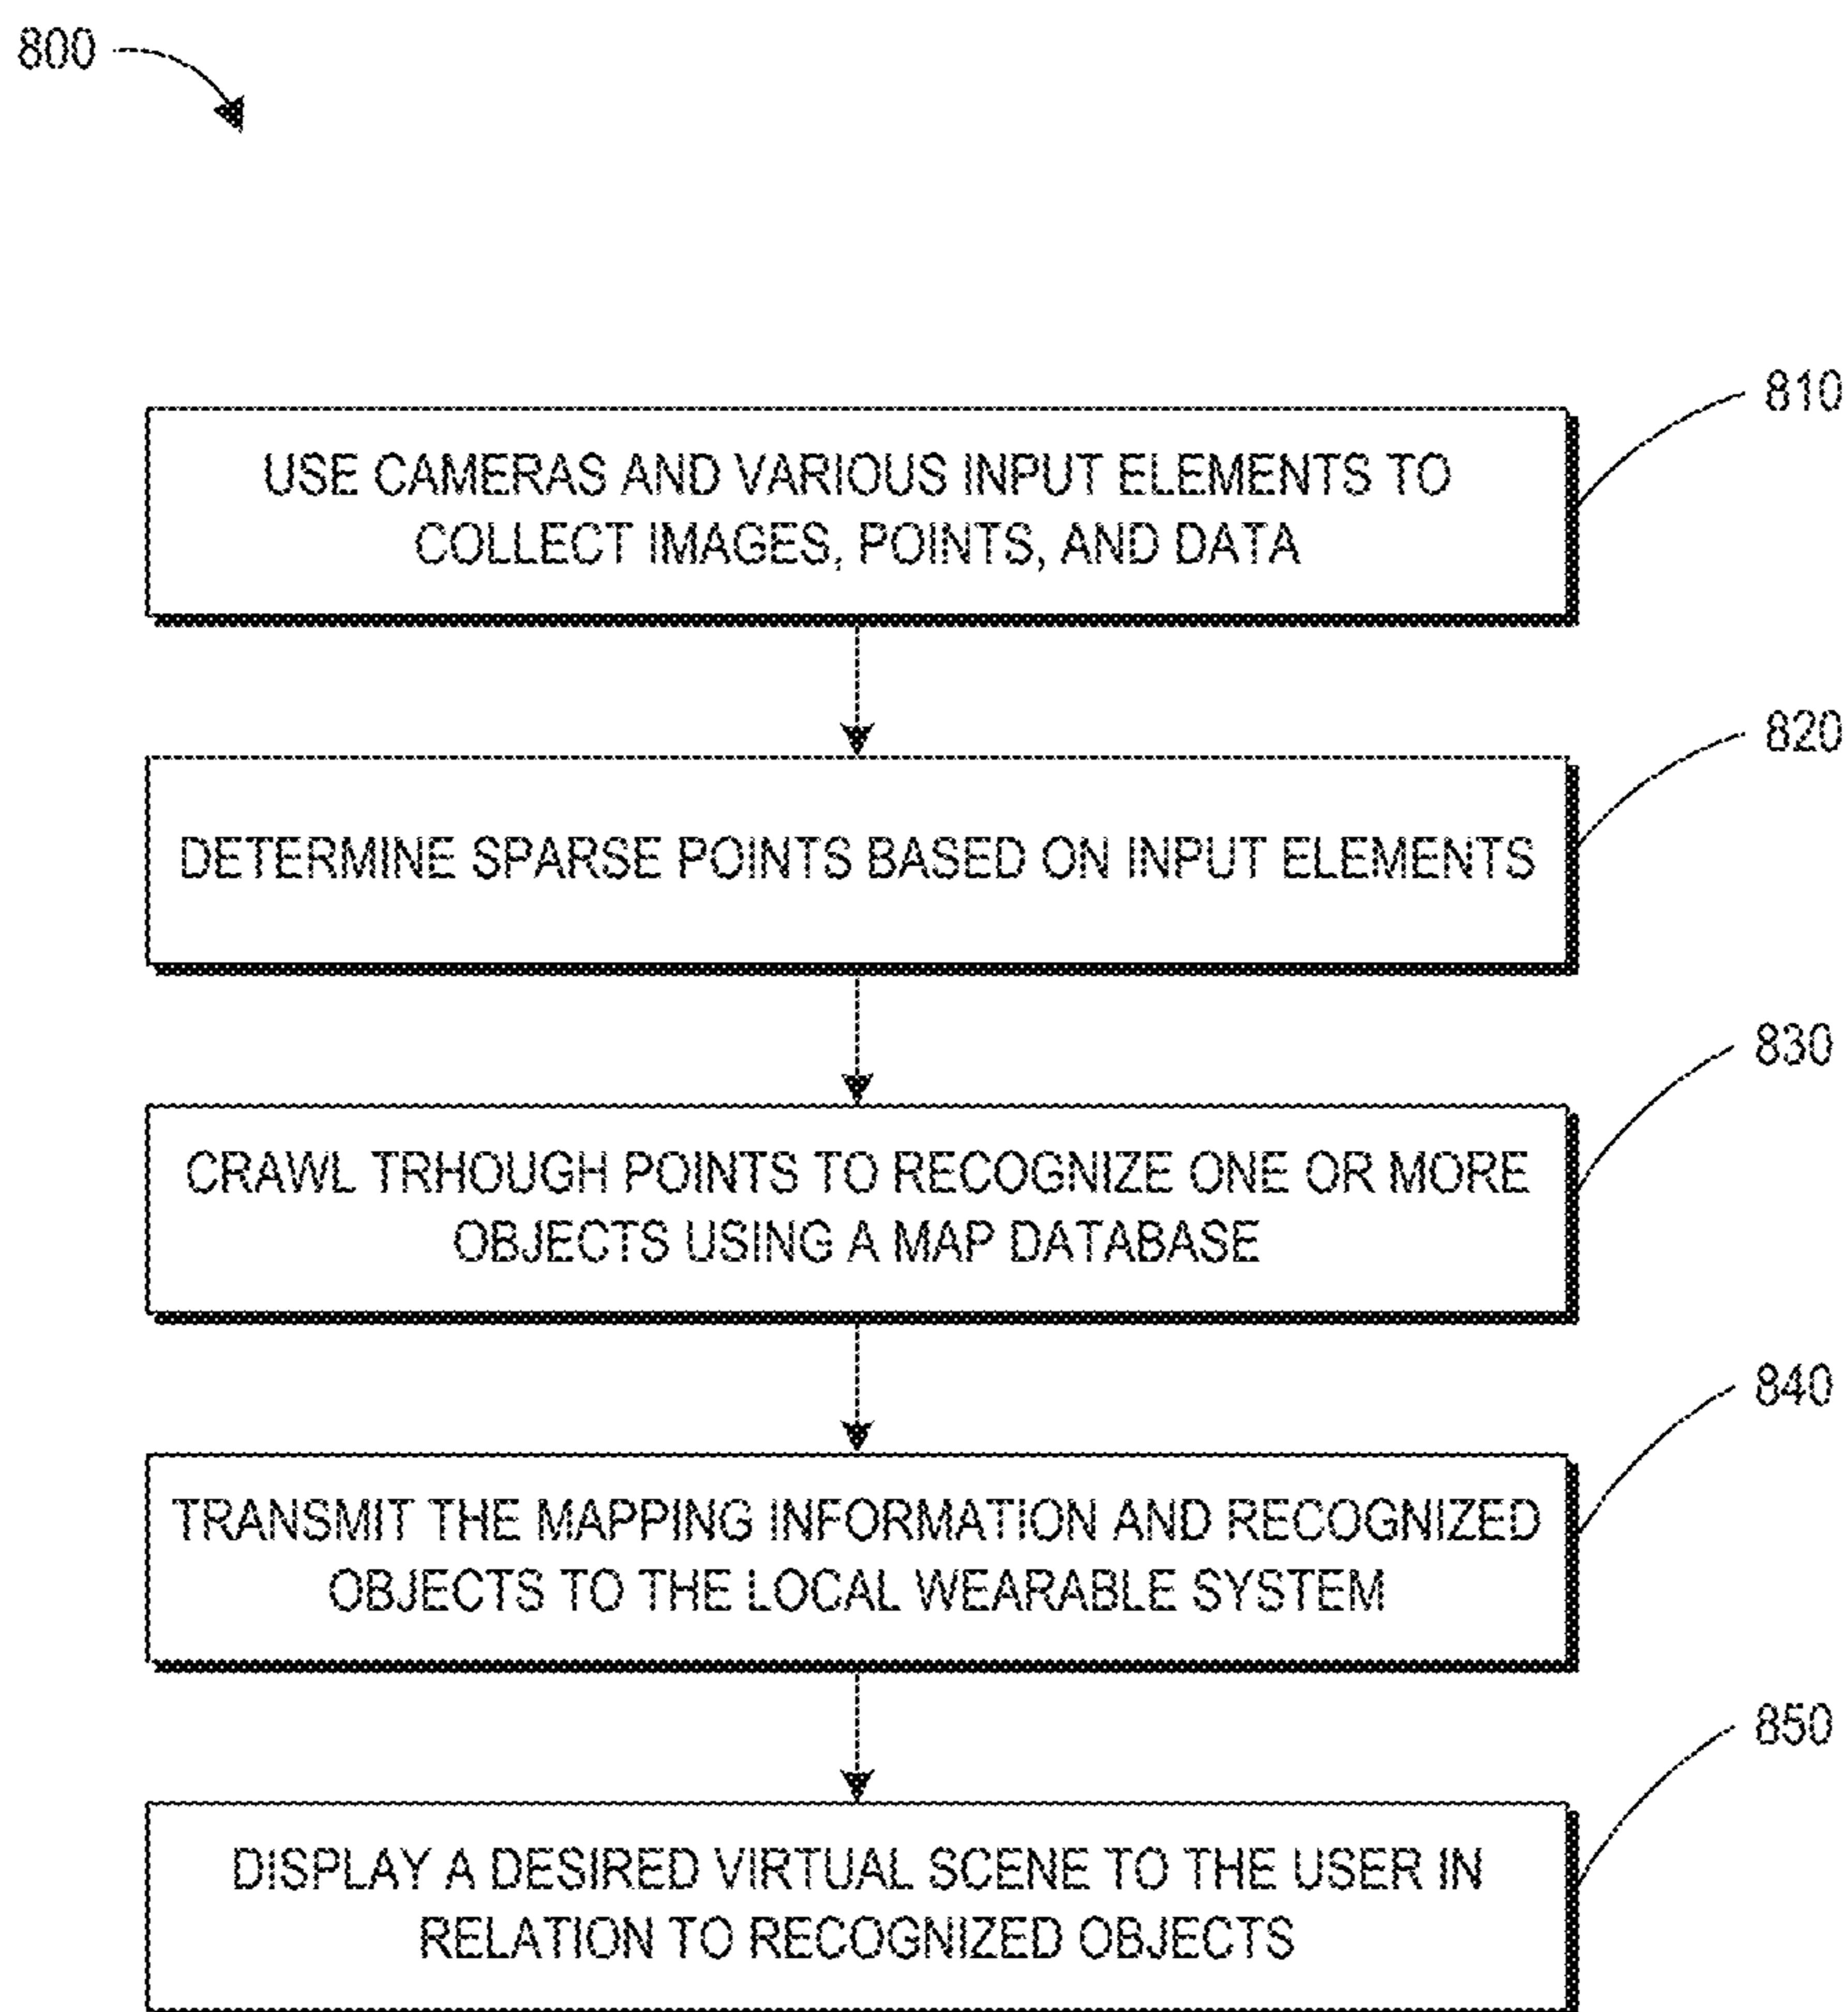 800
810
USE CAMERAS AND VARIOUS INPUT ELEMENTS TO
COLLECT IMAGES, POINTS, AND DATA
820
DETERMINE SPARSE POINTS BASED ON INPUT ELEMENTS
830
CRAWL TRHOUGH POINTS TO RECOGNIZE ONE OR MORE
OBJECTS USING A MAP DATABASE
840
TRANSMIT THE MAPPING INFORMATION AND RECOGNIZED
OBJECTS TO THE LOCAL WEARABLE SYSTEM
850
DISPLAY A DESIRED VIRTUAL SCENE TO THE USER IN
RELATION TO RECOGNIZED OBJECTS